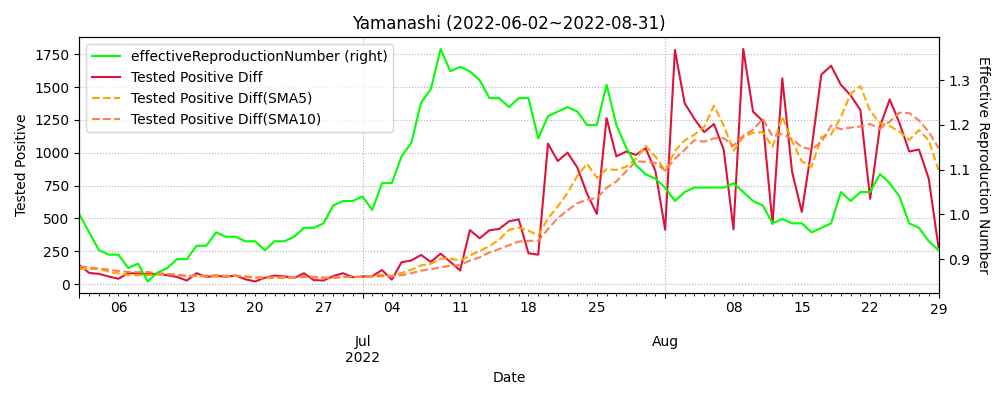 Yamanashi (2022-06-02~2022-08-31)
effectiveReproductionNumber (right)
Tested Positive Diff
Tested Positive Diff(SMA5)
Tested Positive Diff(SMA10)
Tested Positive
1750
1500
1250
1000
750
500
250
0
1.3
1.2
1.1
1.0
0.9
Effective Reproduction Number
06
13
20
27
04
11
18
25
08
15
22
29
Jul
2022
Aug
Date